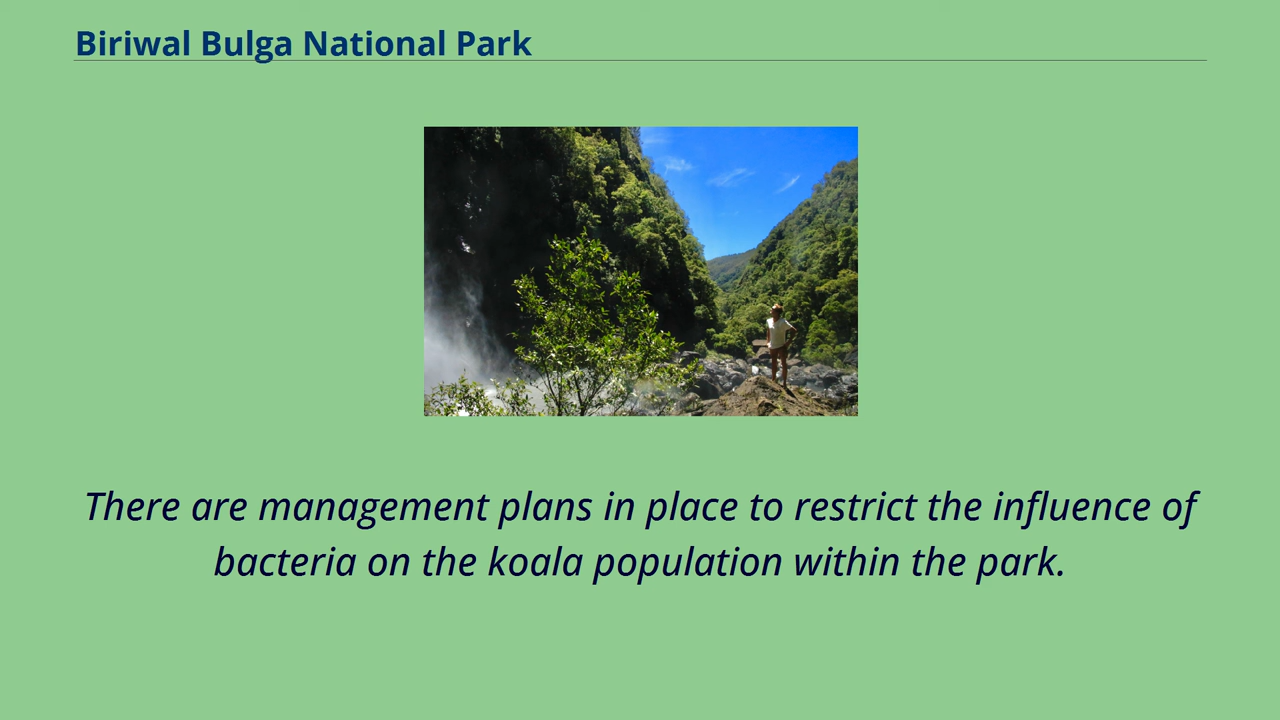 Biriwal Bulga National Park
There are management plans in place to restrict the influence of
bacteria on the koala population within the park.